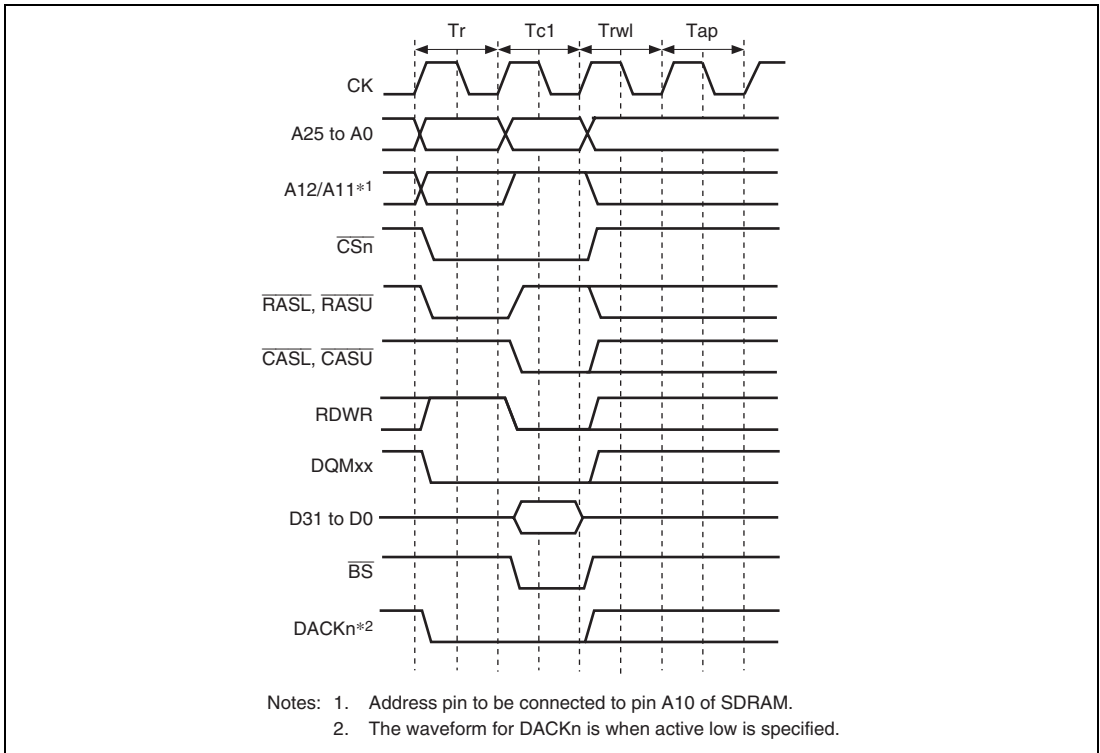 Tr Tc1 Trwl Tap
CK
A25 to A0
A12/A11*1
CSn
RASL, RASU
CASL, CASU
RDWR
DQMxx
D31 to D0
BS
DACKn*2
Notes: 1. Address pin to be connected to pin A10 of SDRAM.
2. The waveform for DACKn is when active low is specified.